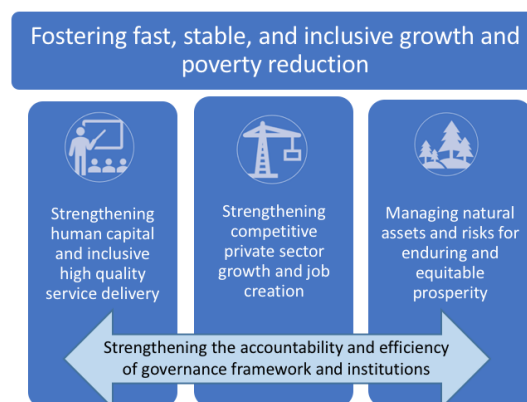 Fostering fast, stable, and inclusive growth and
poverty reduction
Strengthening
human capital
and inclusive
high quality
service delivery
Strengthening
competitive
private sector
growth and job
creation
Managing natural
assets and risks for
enduring and
equitable
prosperity
Strengthening the accountability and efficiency
of governance framework and institutions